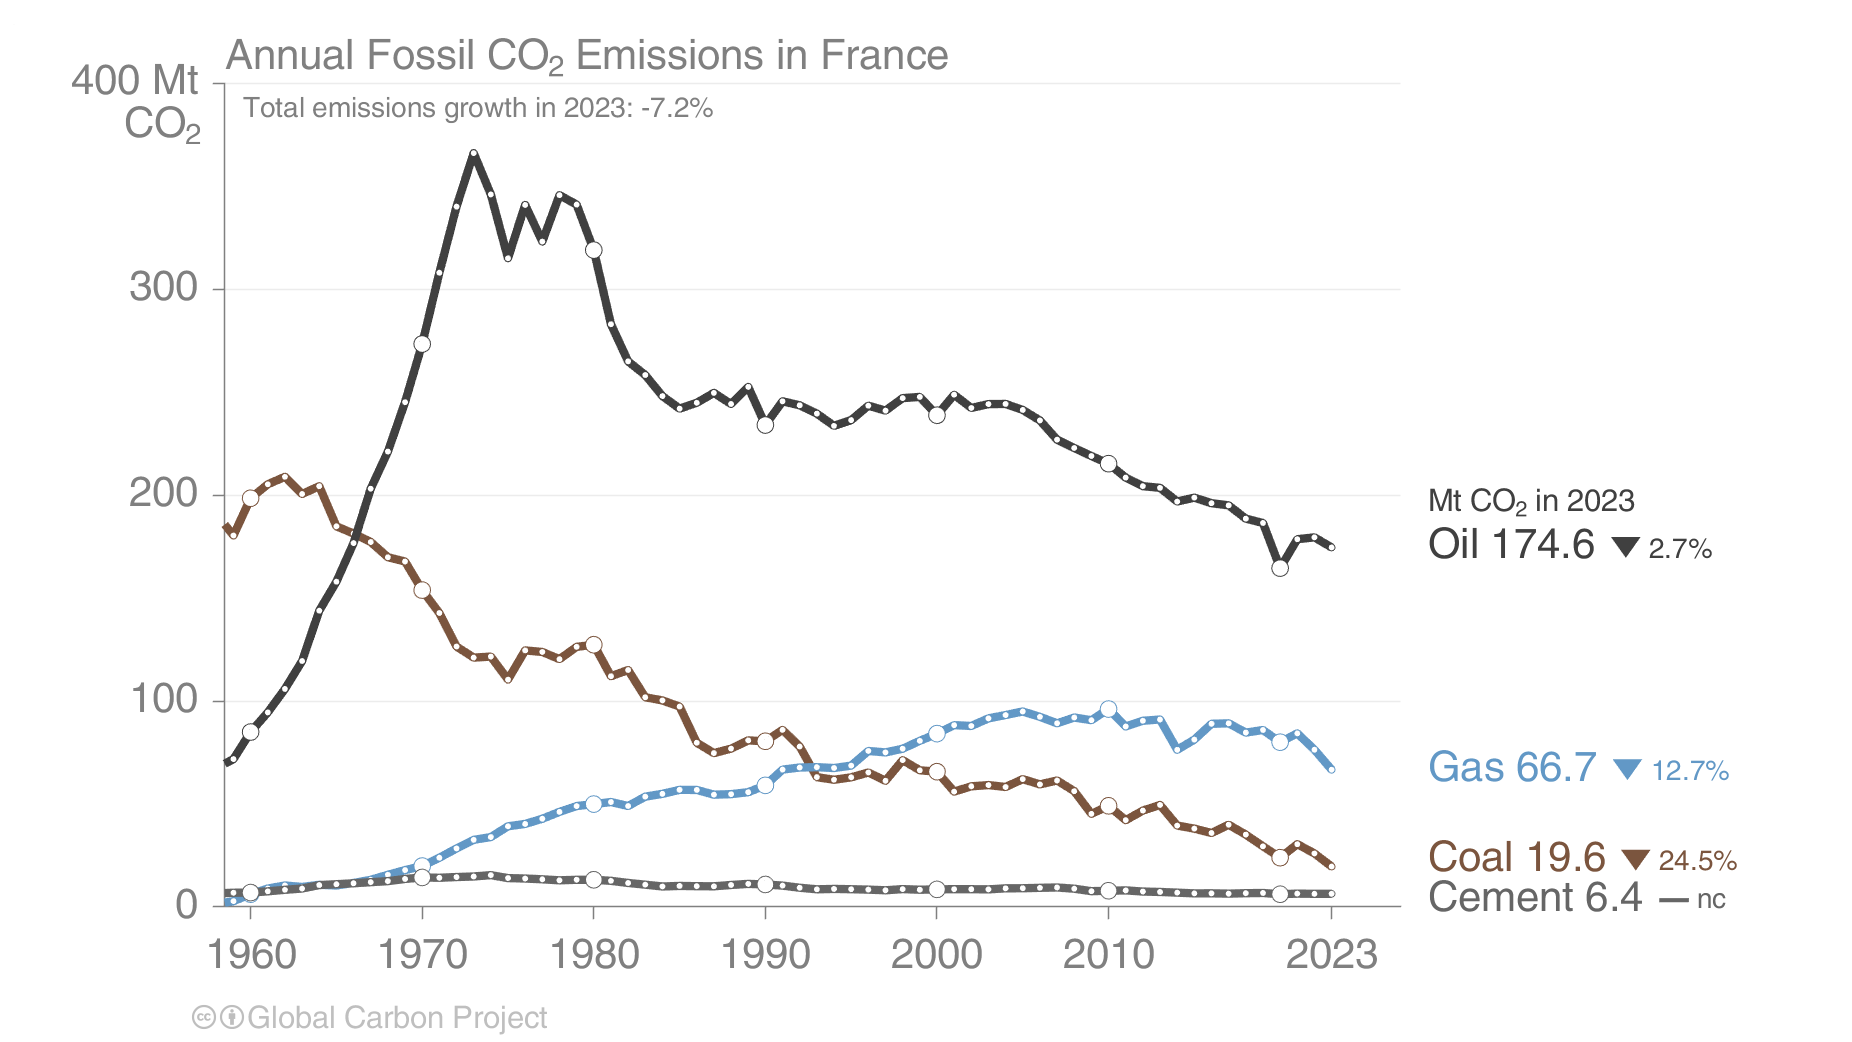 Annual Fossil CO₂ Emissions in France
400 Mt
CO₂
Total emissions growth in 2023: -7.2%
300
200
100
0
Mt CO₂ in 2023
Oil 174.6 ▼ 2.7%
Gas 66.7 ▼ 12.7%
Coal 19.6 ▼ 24.5%
Cement 6.4 — nc
1960 1970 1980 1990 2000 2010 2023
cc Global Carbon Project